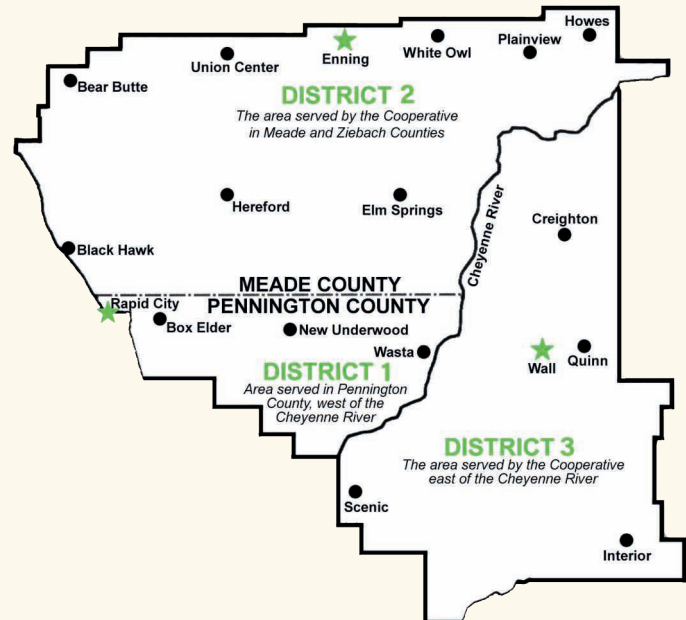 Howes
Plainview
White Owl
Enning
Union Center
Bear Butte
DISTRICT 2
The area served by the Cooperative
in Meade and Ziebach Counties
Hereford
Elm Springs
Cheyenne River
Creighton
Black Hawk
MEADE COUNTY
PENNINGTON COUNTY
Rapid City
Box Elder
New Underwood
Wasta
Wall
Quinn
DISTRICT 1
Area served in Pennington
County, west of the
Cheyenne River
DISTRICT 3
The area served by the Cooperative
east of the Cheyenne River
Scenic
Interior